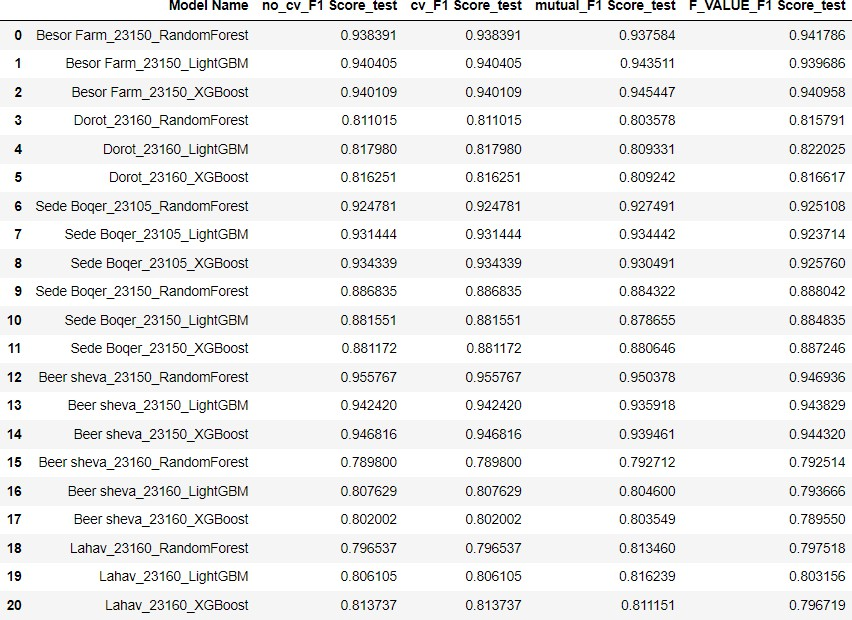 Model Name no_cv_F1 Score_test cv_F1 Score_test mutual_F1 Score_test F_VALUE_F1 Score_test
0 Besor Farm_23150_RandomForest 0.938391 0.938391 0.937584 0.941786
1 Besor Farm_23150_LightGBM 0.940405 0.940405 0.943511 0.939686
2 Besor Farm_23150_XGBoost 0.940109 0.940109 0.945447 0.940958
3 Dorot_23160_RandomForest 0.811015 0.811015 0.803578 0.815791
4 Dorot_23160_LightGBM 0.817980 0.817980 0.809331 0.822025
5 Dorot_23160_XGBoost 0.816251 0.816251 0.809242 0.816617
6 Sede Boqer_23105_RandomForest 0.924781 0.924781 0.927491 0.925108
7 Sede Boqer_23105_LightGBM 0.931444 0.931444 0.934442 0.923714
8 Sede Boqer_23105_XGBoost 0.934339 0.934339 0.930491 0.925760
9 Sede Boqer_23150_RandomForest 0.886835 0.886835 0.884322 0.888042
10 Sede Boqer_23150_LightGBM 0.881551 0.881551 0.878655 0.884835
11 Sede Boqer_23150_XGBoost 0.881172 0.881172 0.880646 0.887246
12 Beer sheva_23150_RandomForest 0.955767 0.955767 0.950378 0.946936
13 Beer sheva_23150_LightGBM 0.942420 0.942420 0.935918 0.943829
14 Beer sheva_23150_XGBoost 0.946816 0.946816 0.939461 0.944320
15 Beer sheva_23160_RandomForest 0.789800 0.789800 0.792712 0.792514
16 Beer sheva_23160_LightGBM 0.807629 0.807629 0.804600 0.793666
17 Beer sheva_23160_XGBoost 0.802002 0.802002 0.803549 0.789550
18 Lahav_23160_RandomForest 0.796537 0.796537 0.813460 0.797518
19 Lahav_23160_LightGBM 0.806105 0.806105 0.816239 0.803156
20 Lahav_23160_XGBoost 0.813737 0.813737 0.811151 0.796719